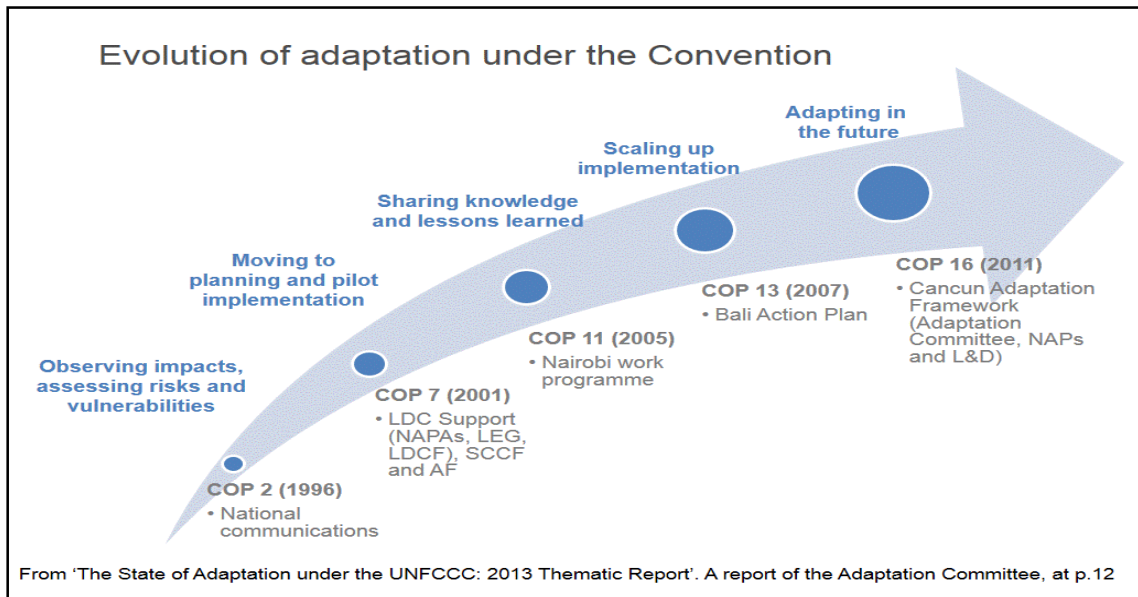 Evolution of adaptation under the Convention
Observing impacts,
assessing risks and
vulnerabilities
COP 2 (1996)
• National
communications
Moving to
planning and pilot
implementation
COP 7 (2001)
• LDC Support
(NAPAs, LEG,
LDCF), SCCF
and AF
Sharing knowledge
and lessons learned
COP 11 (2005)
• Nairobi work
programme
Scaling up
implementation
COP 13 (2007)
• Bali Action Plan
Adapting in
the future
COP 16 (2011)
• Cancun Adaptation
Framework
(Adaptation
Committee, NAPs
and L&D)
From ‘The State of Adaptation under the UNFCCC: 2013 Thematic Report’. A report of the Adaptation Committee, at p.12